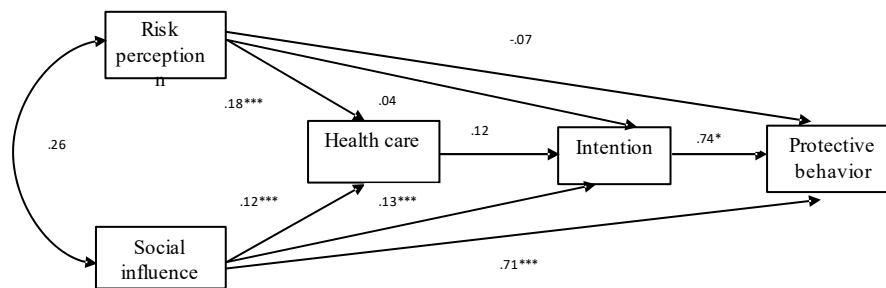 Risk
perception
n
-.07
.18***
.04
.26
Health care
.12
Intention
.74*
Protective
behavior
.12***
.13***
Social
influence
.71***